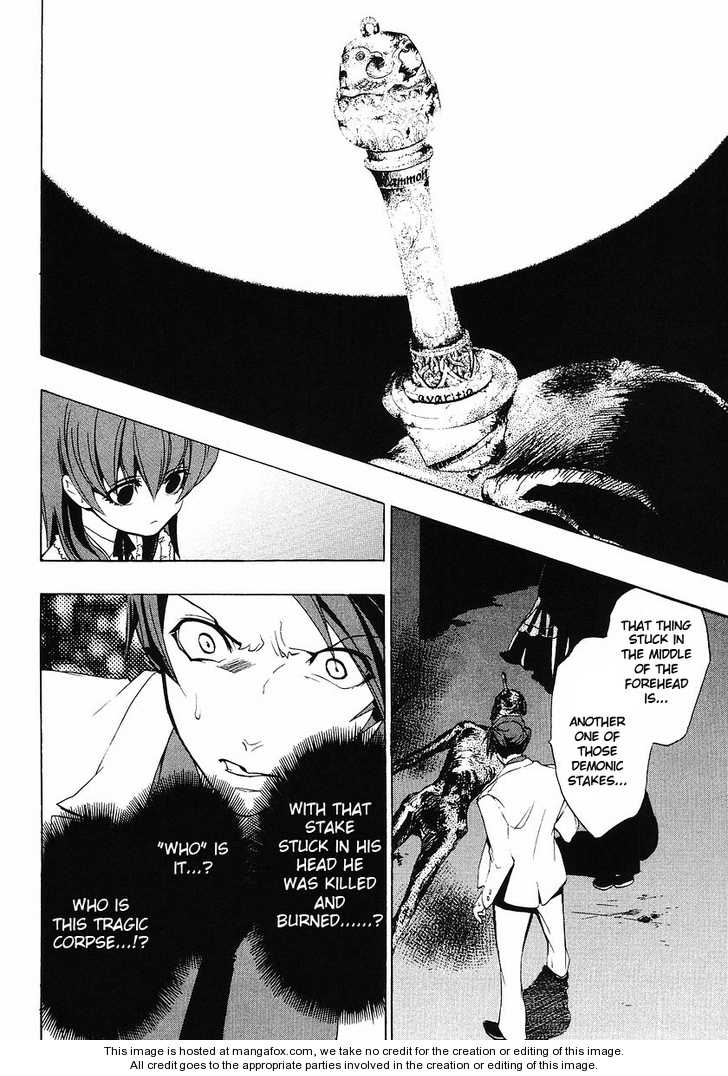 ammon
avaritia
THAT THING
STUCK IN
THE MIDDLE
OF THE
FOREHEAD
IS...
ANOTHER
ONE OF
THOSE
DEMONIC
STAKES...
WITH THAT
STAKE
STUCK IN HIS
HEAD HE
WAS KILLED
AND
BURNED......?
"WHO" IS
IT...?
WHO IS
THIS TRAGIC
CORPSE...!?
This image is hosted at mangafox.com, we take no credit for the creation or editing of this image.
All credit goes to the appropriate parties involved in the creation or editing of this image.